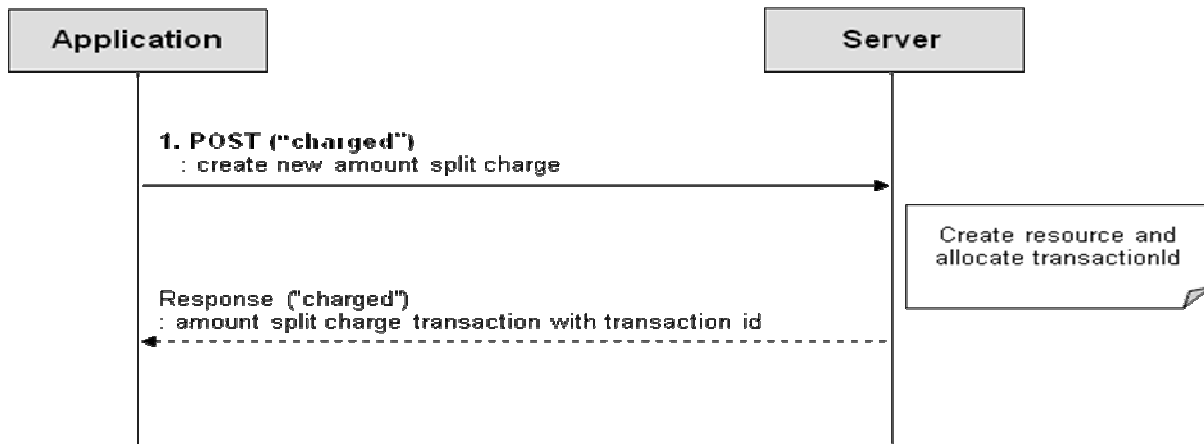 Application
Server
1. POST ("charged")
: create new amount split charge
Create resource and
allocate transactionId
Response ("charged")
: amount split charge transaction with transaction id